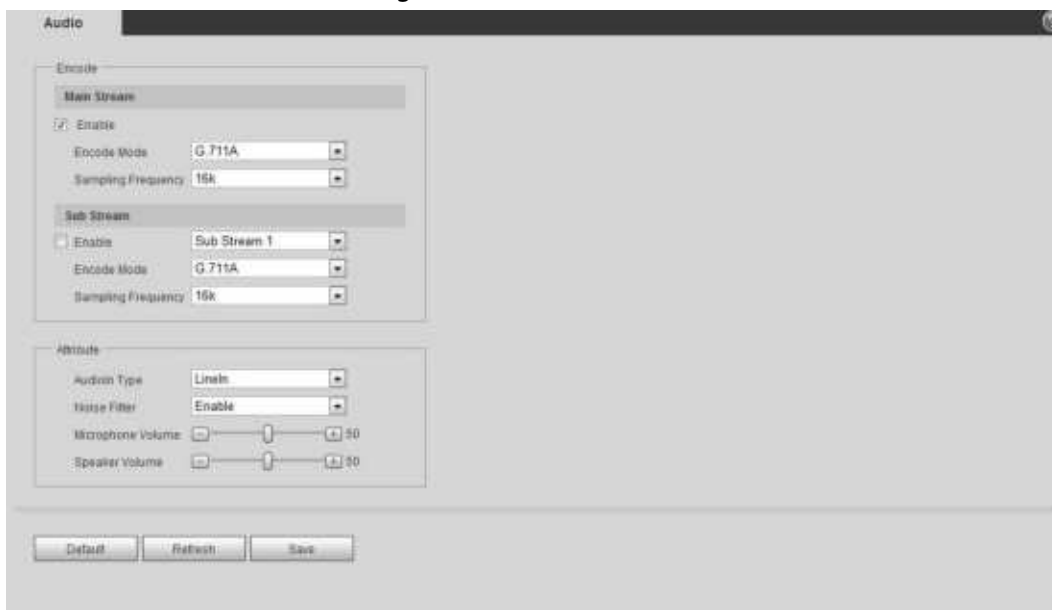 Audio
Encode
Main Stream
Enable
Encode Mode G.711A
Sampling Frequency 16k
Sub Stream
Enable Sub Stream 1
Encode Mode G.711A
Sampling Frequency 16k
Attribute
AudioIn Type LineIn
Noise Filter Enable
Microphone Volume - + 50
Speaker Volume - + 50
Default Refresh Save